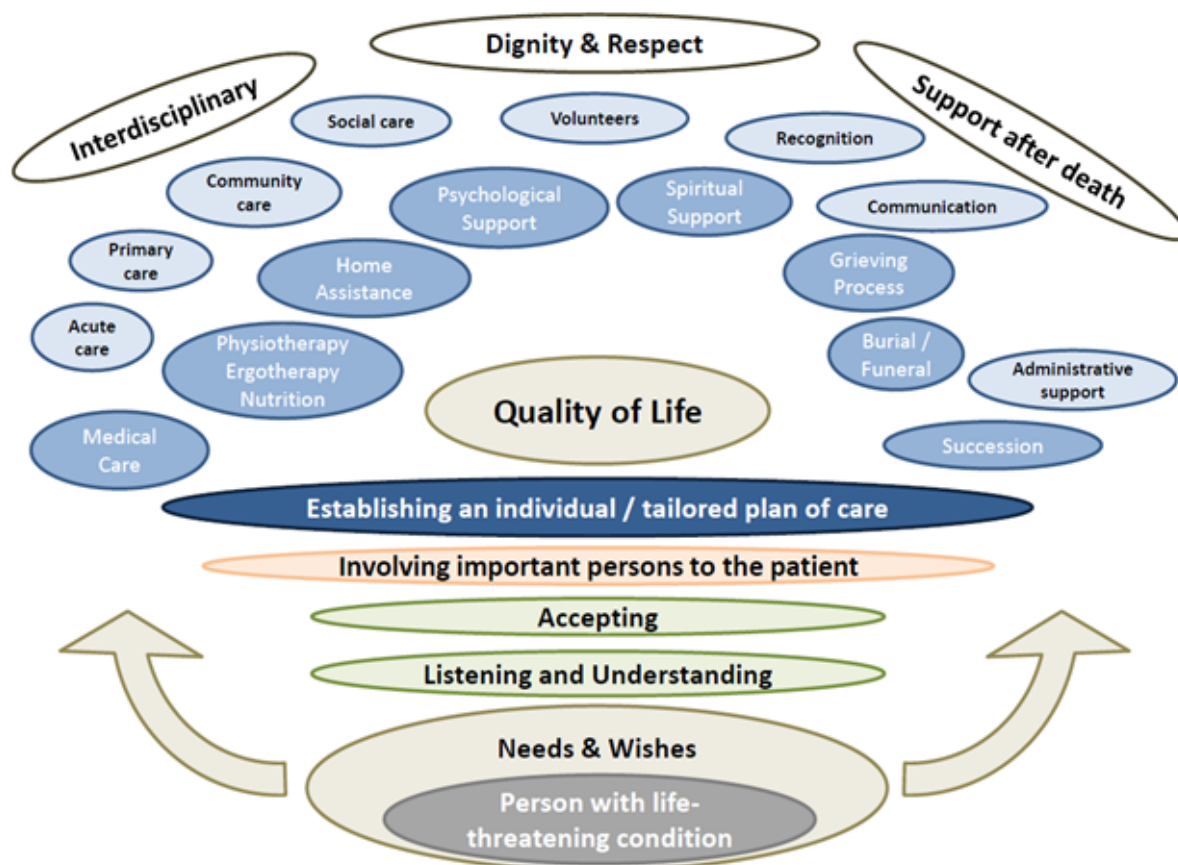 Dignity & Respect
Interdisciplinary
Support after death
Social care
Volunteers
Recognition
Community
care
Psychological
Support
Spiritual
Support
Communication
Primary
care
Home
Assistance
Grieving
Process
Acute
care
Physiotherapy
Ergotherapy
Nutrition
Burial /
Funeral
Administrative
support
Quality of Life
Medical
Care
Succession
Establishing an individual / tailored plan of care
Involving important persons to the patient
Accepting
Listening and Understanding
Needs & Wishes
Person with life-
threatening condition